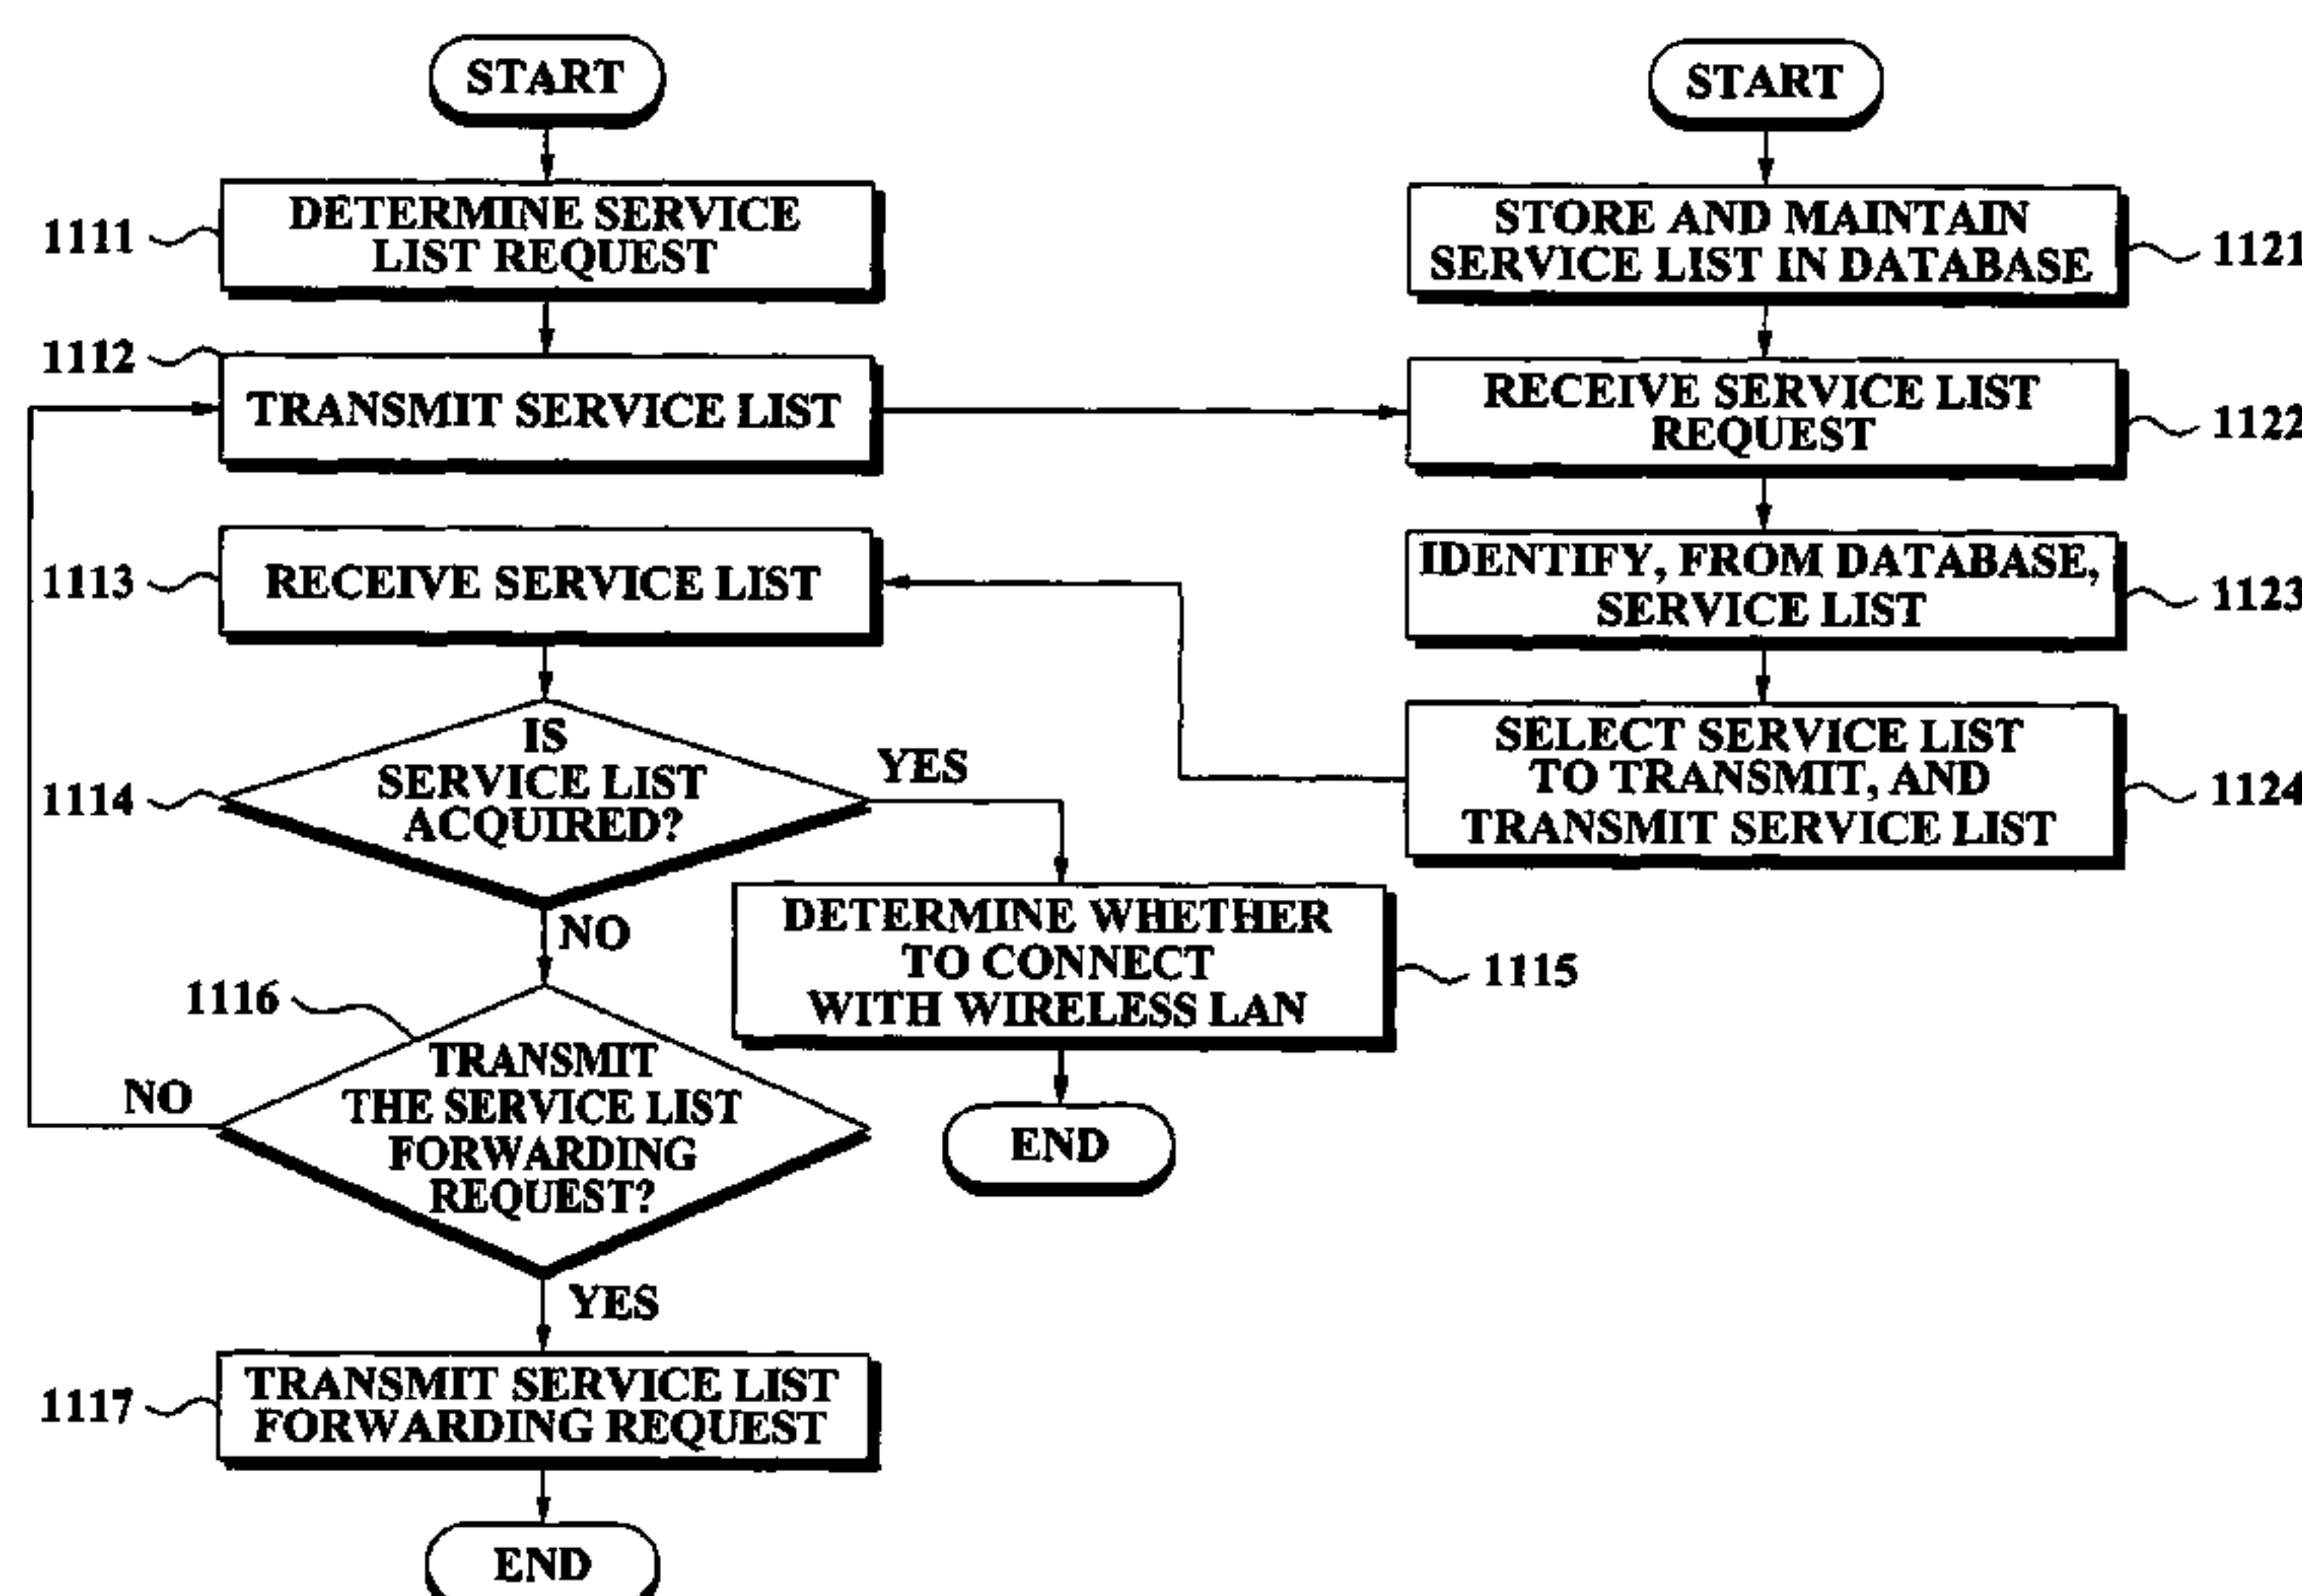 START
1111
DETERMINE SERVICE
LIST REQUEST
1112
TRANSMIT SERVICE LIST
1113
RECEIVE SERVICE LIST
1114
IS
SERVICE LIST
ACQUIRED?
YES
NO
DETERMINE WHETHER
TO CONNECT
WITH WIRELESS LAN
1115
END
1116
TRANSMIT
THE SERVICE LIST
FORWARDING
REQUEST?
NO
YES
1117
TRANSMIT SERVICE LIST
FORWARDING REQUEST
END
START
STORE AND MAINTAIN
SERVICE LIST IN DATABASE
1121
RECEIVE SERVICE LIST
REQUEST
1122
IDENTIFY, FROM DATABASE,
SERVICE LIST
1123
SELECT SERVICE LIST
TO TRANSMIT, AND
TRANSMIT SERVICE LIST
1124